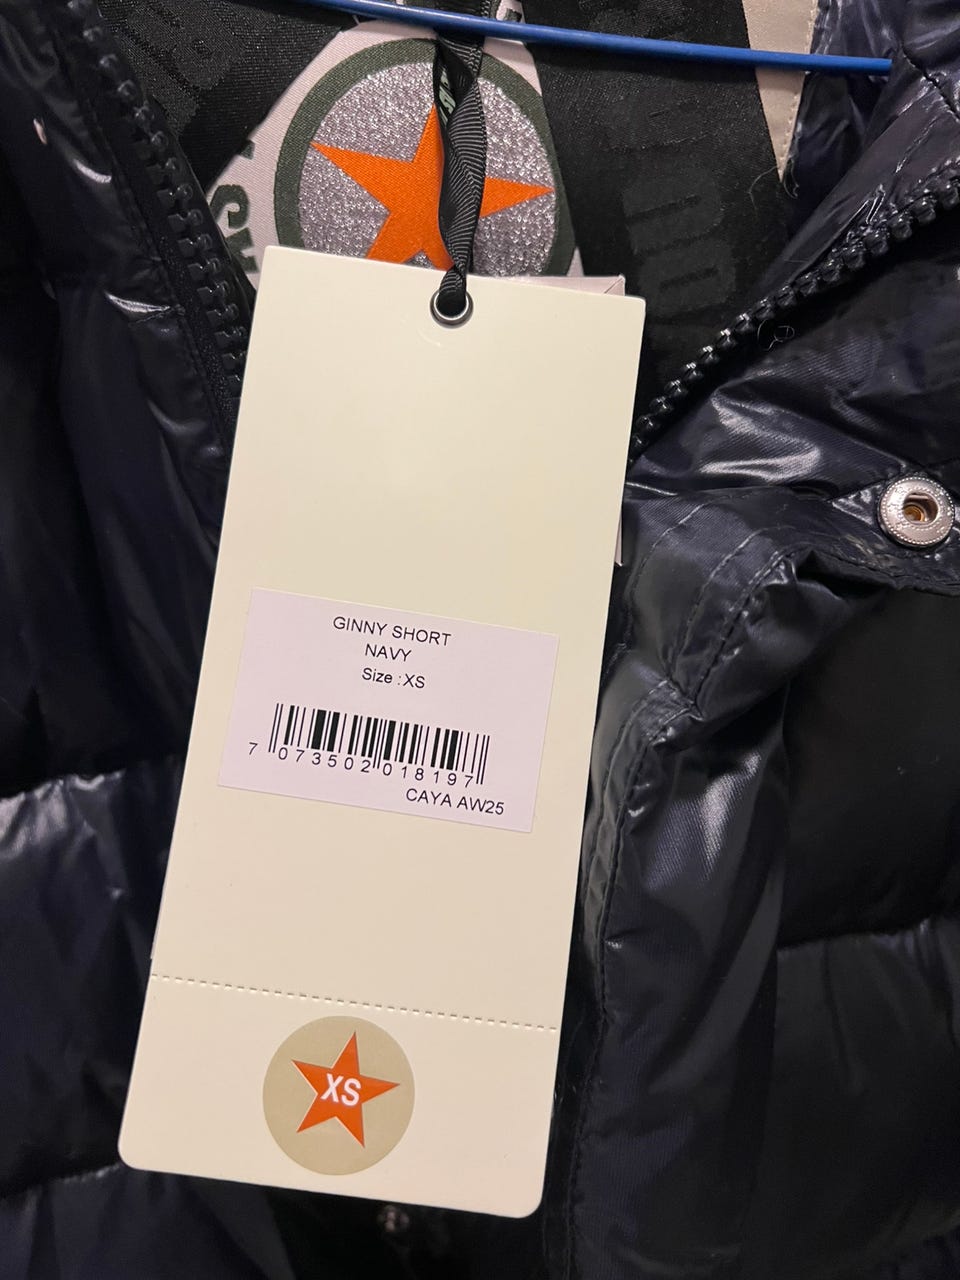 GINNY SHORT
NAVY
Size : XS
7 073502 018197
CAYA AW25
XS